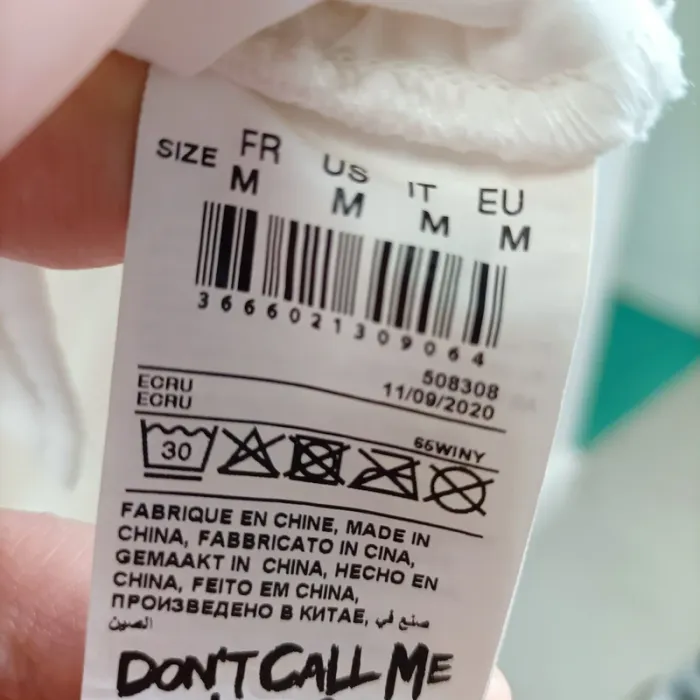 SIZE FR US IT EU
M M M M
3666021309064
508308
ECRU 11/09/2020
ECRU
66WINY
30
FABRIQUE EN CHINE, MADE IN
CHINA, FABBRICATO IN CINA,
GEMAAKT IN CHINA, HECHO EN
CHINA, FEITO EM CHINA,
ПРОИЗВЕДЕНО В КИТАЕ, صنع في
الصين
DON'T CALL ME